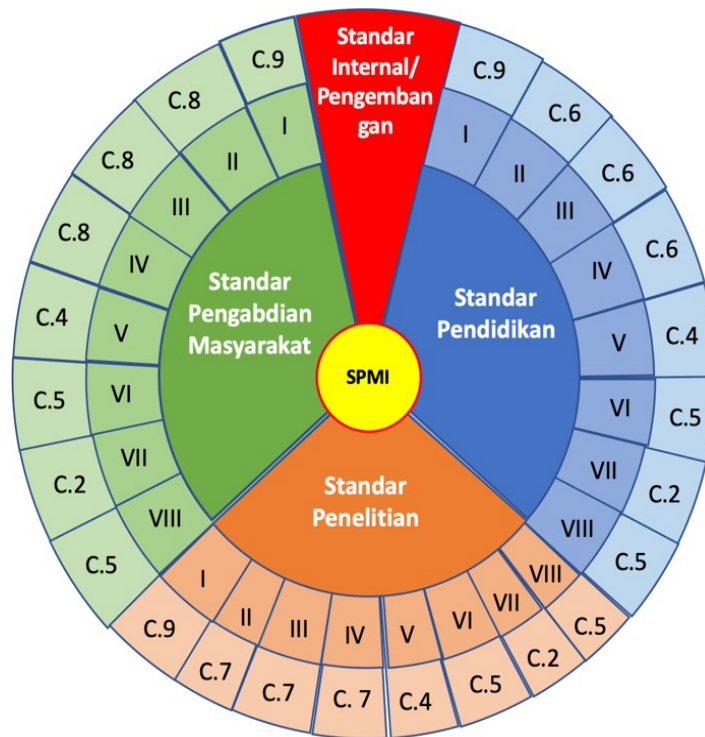 Standar
Internal/
Pengemban
gan
C.9
C.6
C.6
C.6
C.4
C.5
C.2
C.5
I
II
III
IV
V
VI
VII
VIII
Standar
Pendidikan
SPMI
Standar
Penelitian
I
II
III
IV
V
VI
VII
VIII
C.9
C.7
C.7
C. 7
C.4
C.5
C.2
C.5
Standar
Pengabdian
Masyarakat
I
II
III
IV
V
VI
VII
VIII
C.9
C.8
C.8
C.8
C.4
C.5
C.2
C.5